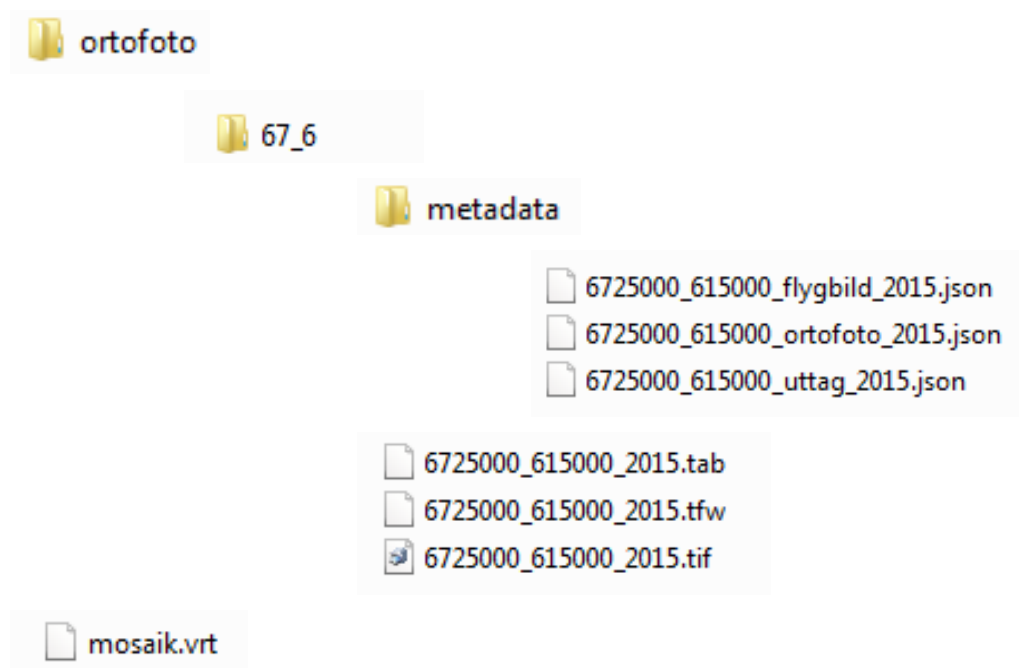 ortofoto
67_6
metadata
6725000_615000_flygbild_2015.json
6725000_615000_ortofoto_2015.json
6725000_615000_uttag_2015.json
6725000_615000_2015.tab
6725000_615000_2015.tfw
6725000_615000_2015.tif
mosaik.vrt